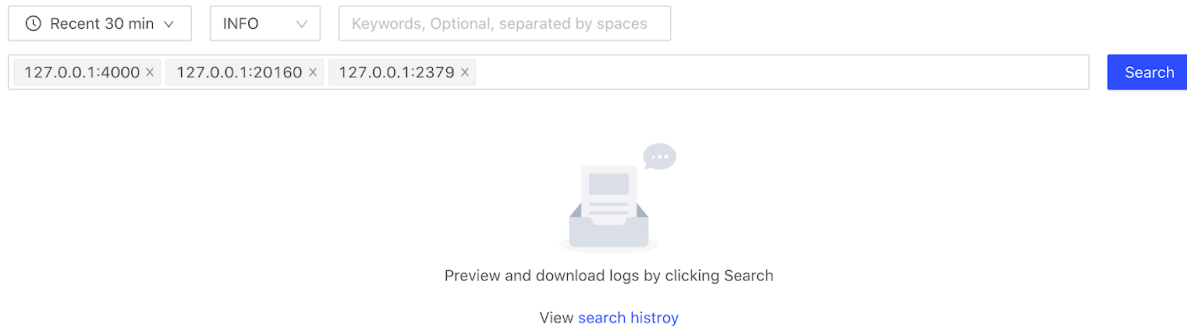 Recent 30 min INFO Keywords, Optional, separated by spaces
127.0.0.1:4000 × 127.0.0.1:20160 × 127.0.0.1:2379 × Search
Preview and download logs by clicking Search
View search histroy